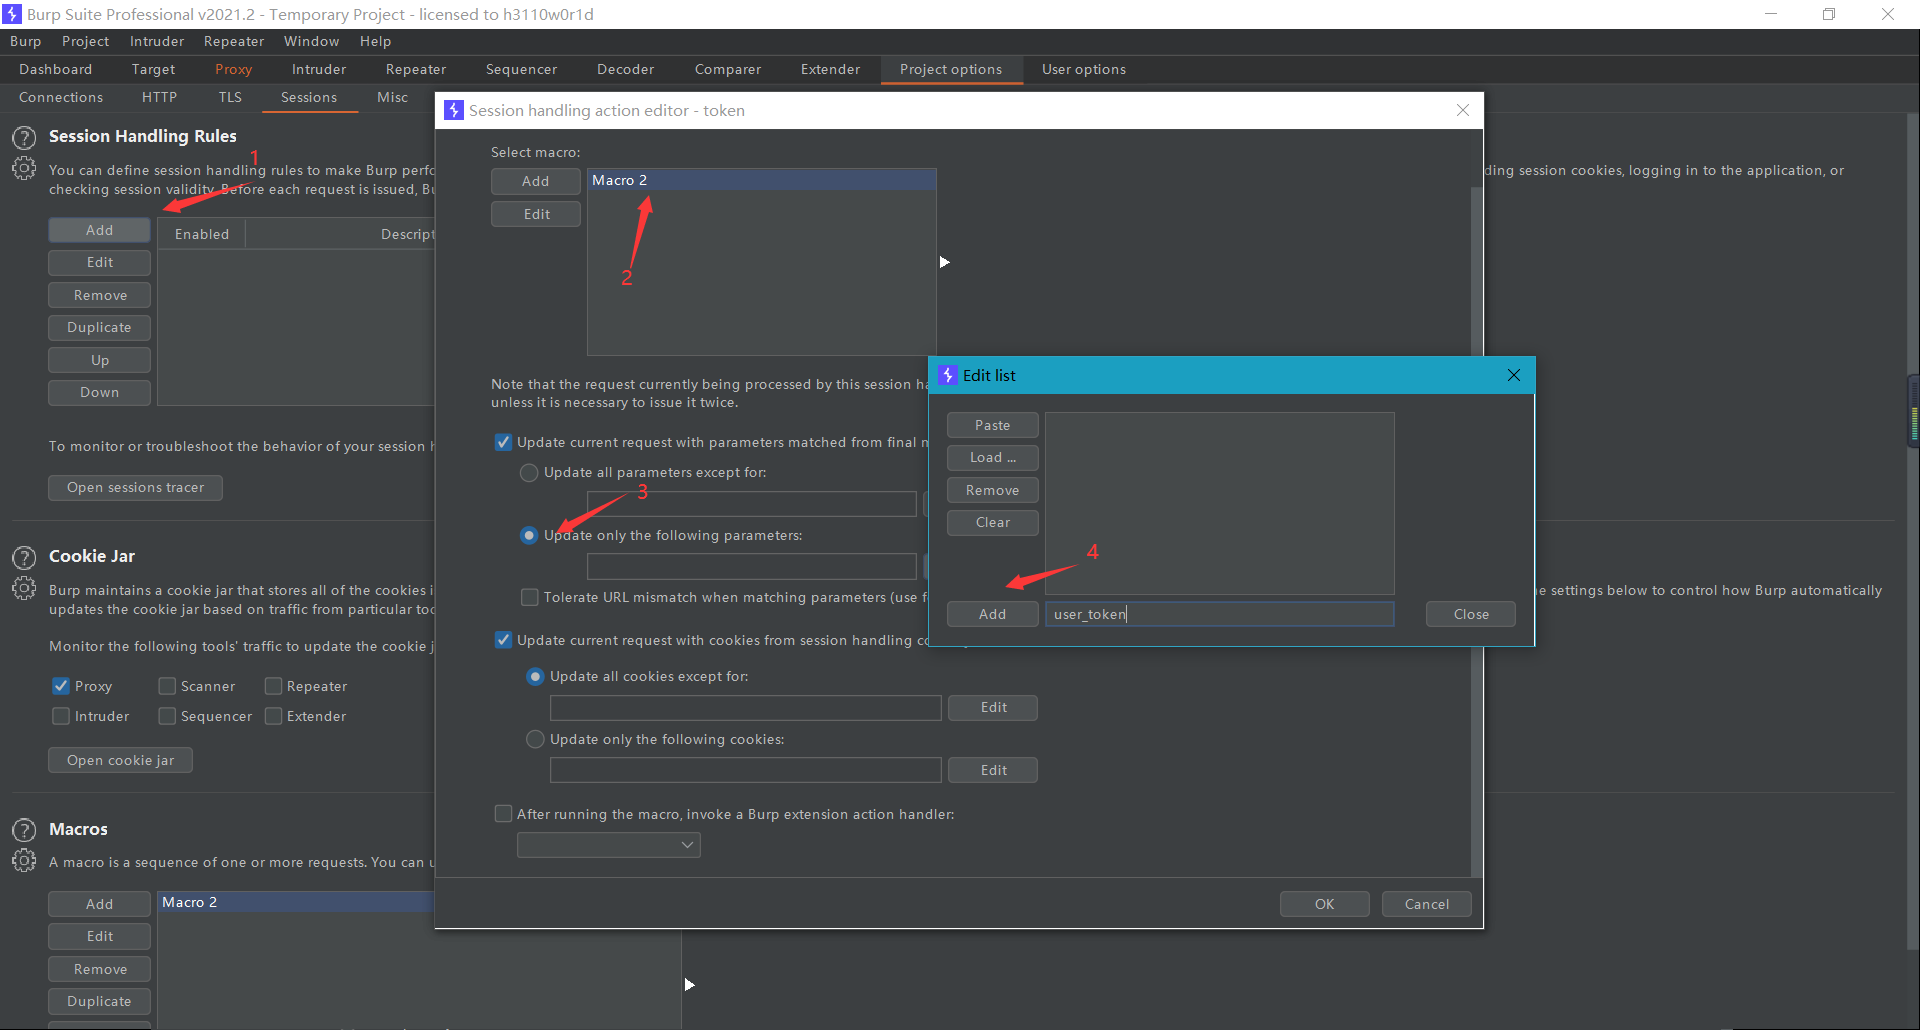 Burp Suite Professional v2021.2 - Temporary Project - licensed to h3110w0r1d
Burp Project Intruder Repeater Window Help
Dashboard Target Proxy Intruder Repeater Sequencer Decoder Comparer Extender Project options User options
Connections HTTP TLS Sessions Misc
Session Handling Rules
1
You can define session handling rules to make Burp perfo
ding session cookies, logging in to the application, or
checking session validity. Before each request is issued, Bu
Add
Edit
Remove
Duplicate
Up
Down
Enabled Descript
To monitor or troubleshoot the behavior of your session h
Open sessions tracer
Cookie Jar
Burp maintains a cookie jar that stores all of the cookies i
e settings below to control how Burp automatically
updates the cookie jar based on traffic from particular too
Monitor the following tools' traffic to update the cookie j
Proxy Scanner Repeater
Intruder Sequencer Extender
Open cookie jar
Macros
A macro is a sequence of one or more requests. You can u
Add
Edit
Remove
Duplicate
Macro 2
Session handling action editor - token
Select macro:
Add
Edit
Macro 2
2
Note that the request currently being processed by this session ha
unless it is necessary to issue it twice.
Update current request with parameters matched from final m
Update all parameters except for:
3
Update only the following parameters:
Tolerate URL mismatch when matching parameters (use f
Update current request with cookies from session handling co
Update all cookies except for:
Edit
Update only the following cookies:
Edit
After running the macro, invoke a Burp extension action handler:
OK Cancel
Edit list
Paste
Load ...
Remove
Clear
4
Add user_token Close